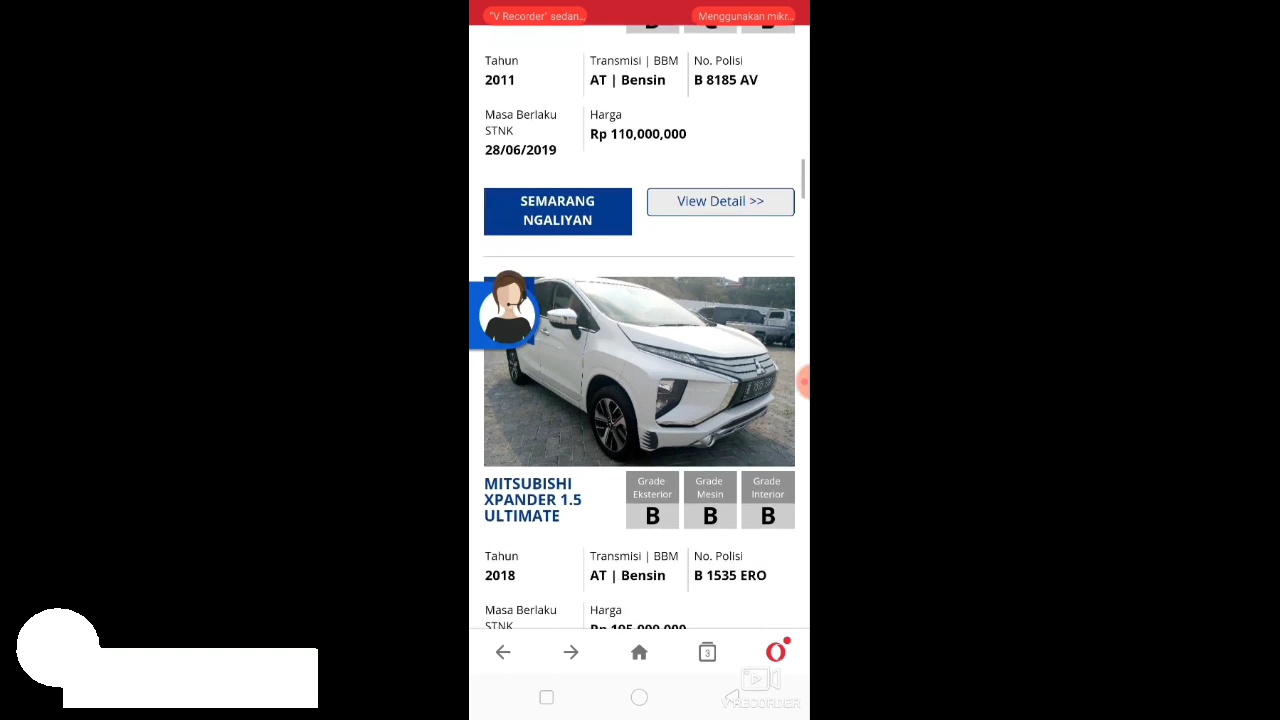 "V Recorder" sedan...
Menggunakan mikr...
Tahun
2011
Transmisi | BBM
AT | Bensin
No. Polisi
B 8185 AV
Masa Berlaku
STNK
28/06/2019
Harga
Rp 110,000,000
SEMARANG
NGALIYAN
View Detail >>
MITSUBISHI
XPANDER 1.5
ULTIMATE
Grade
Eksterior
B
Grade
Mesin
B
Grade
Interior
B
Tahun
2018
Transmisi | BBM
AT | Bensin
No. Polisi
B 1535 ERO
Masa Berlaku
STNK
Harga
3
V RECORDER